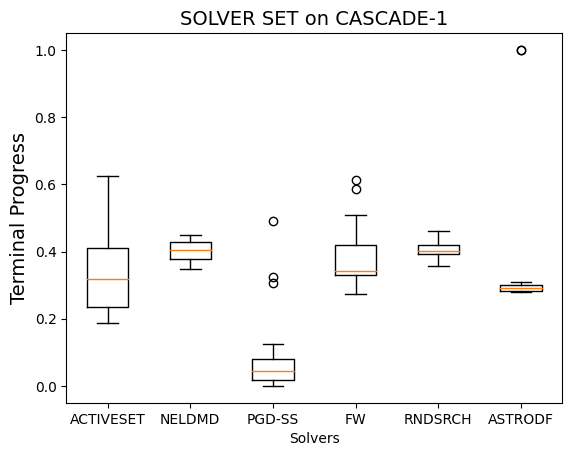 SOLVER SET on CASCADE-1
Terminal Progress
1.0
0.8
0.6
0.4
0.2
0.0
ACTIVESET NELDMD PGD-SS FW RNDSRCH ASTRODF
Solvers